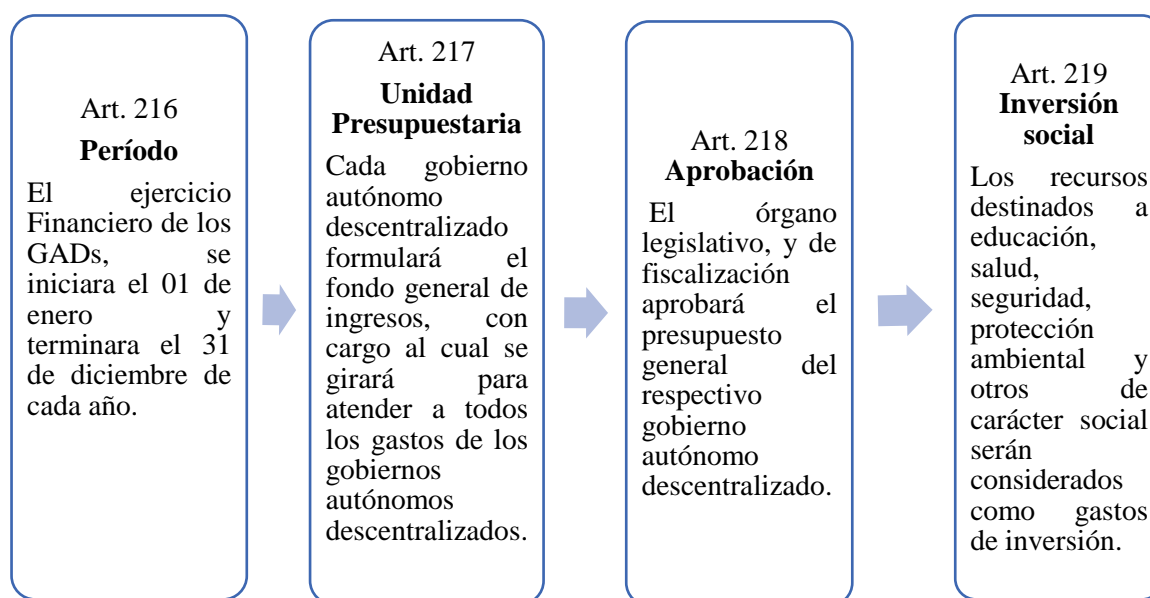 Art. 216
Período
El ejercicio
Financiero de los
GADs, se
iniciara el 01 de
enero y
terminara el 31
de diciembre de
cada año.
Art. 217
Unidad
Presupuestaria
Cada gobierno
autónomo
descentralizado
formulará el
fondo general de
ingresos, con
cargo al cual se
girará para
atender a todos
los gastos de los
gobiernos
autónomos
descentralizados.
Art. 218
Aprobación
El órgano
legislativo, y de
fiscalización
aprobará el
presupuesto
general del
respectivo
gobierno
autónomo
descentralizado.
Art. 219
Inversión
social
Los recursos
destinados a
educación,
salud,
seguridad,
protección
ambiental y
otros de
carácter social
serán
considerados
como gastos
de inversión.